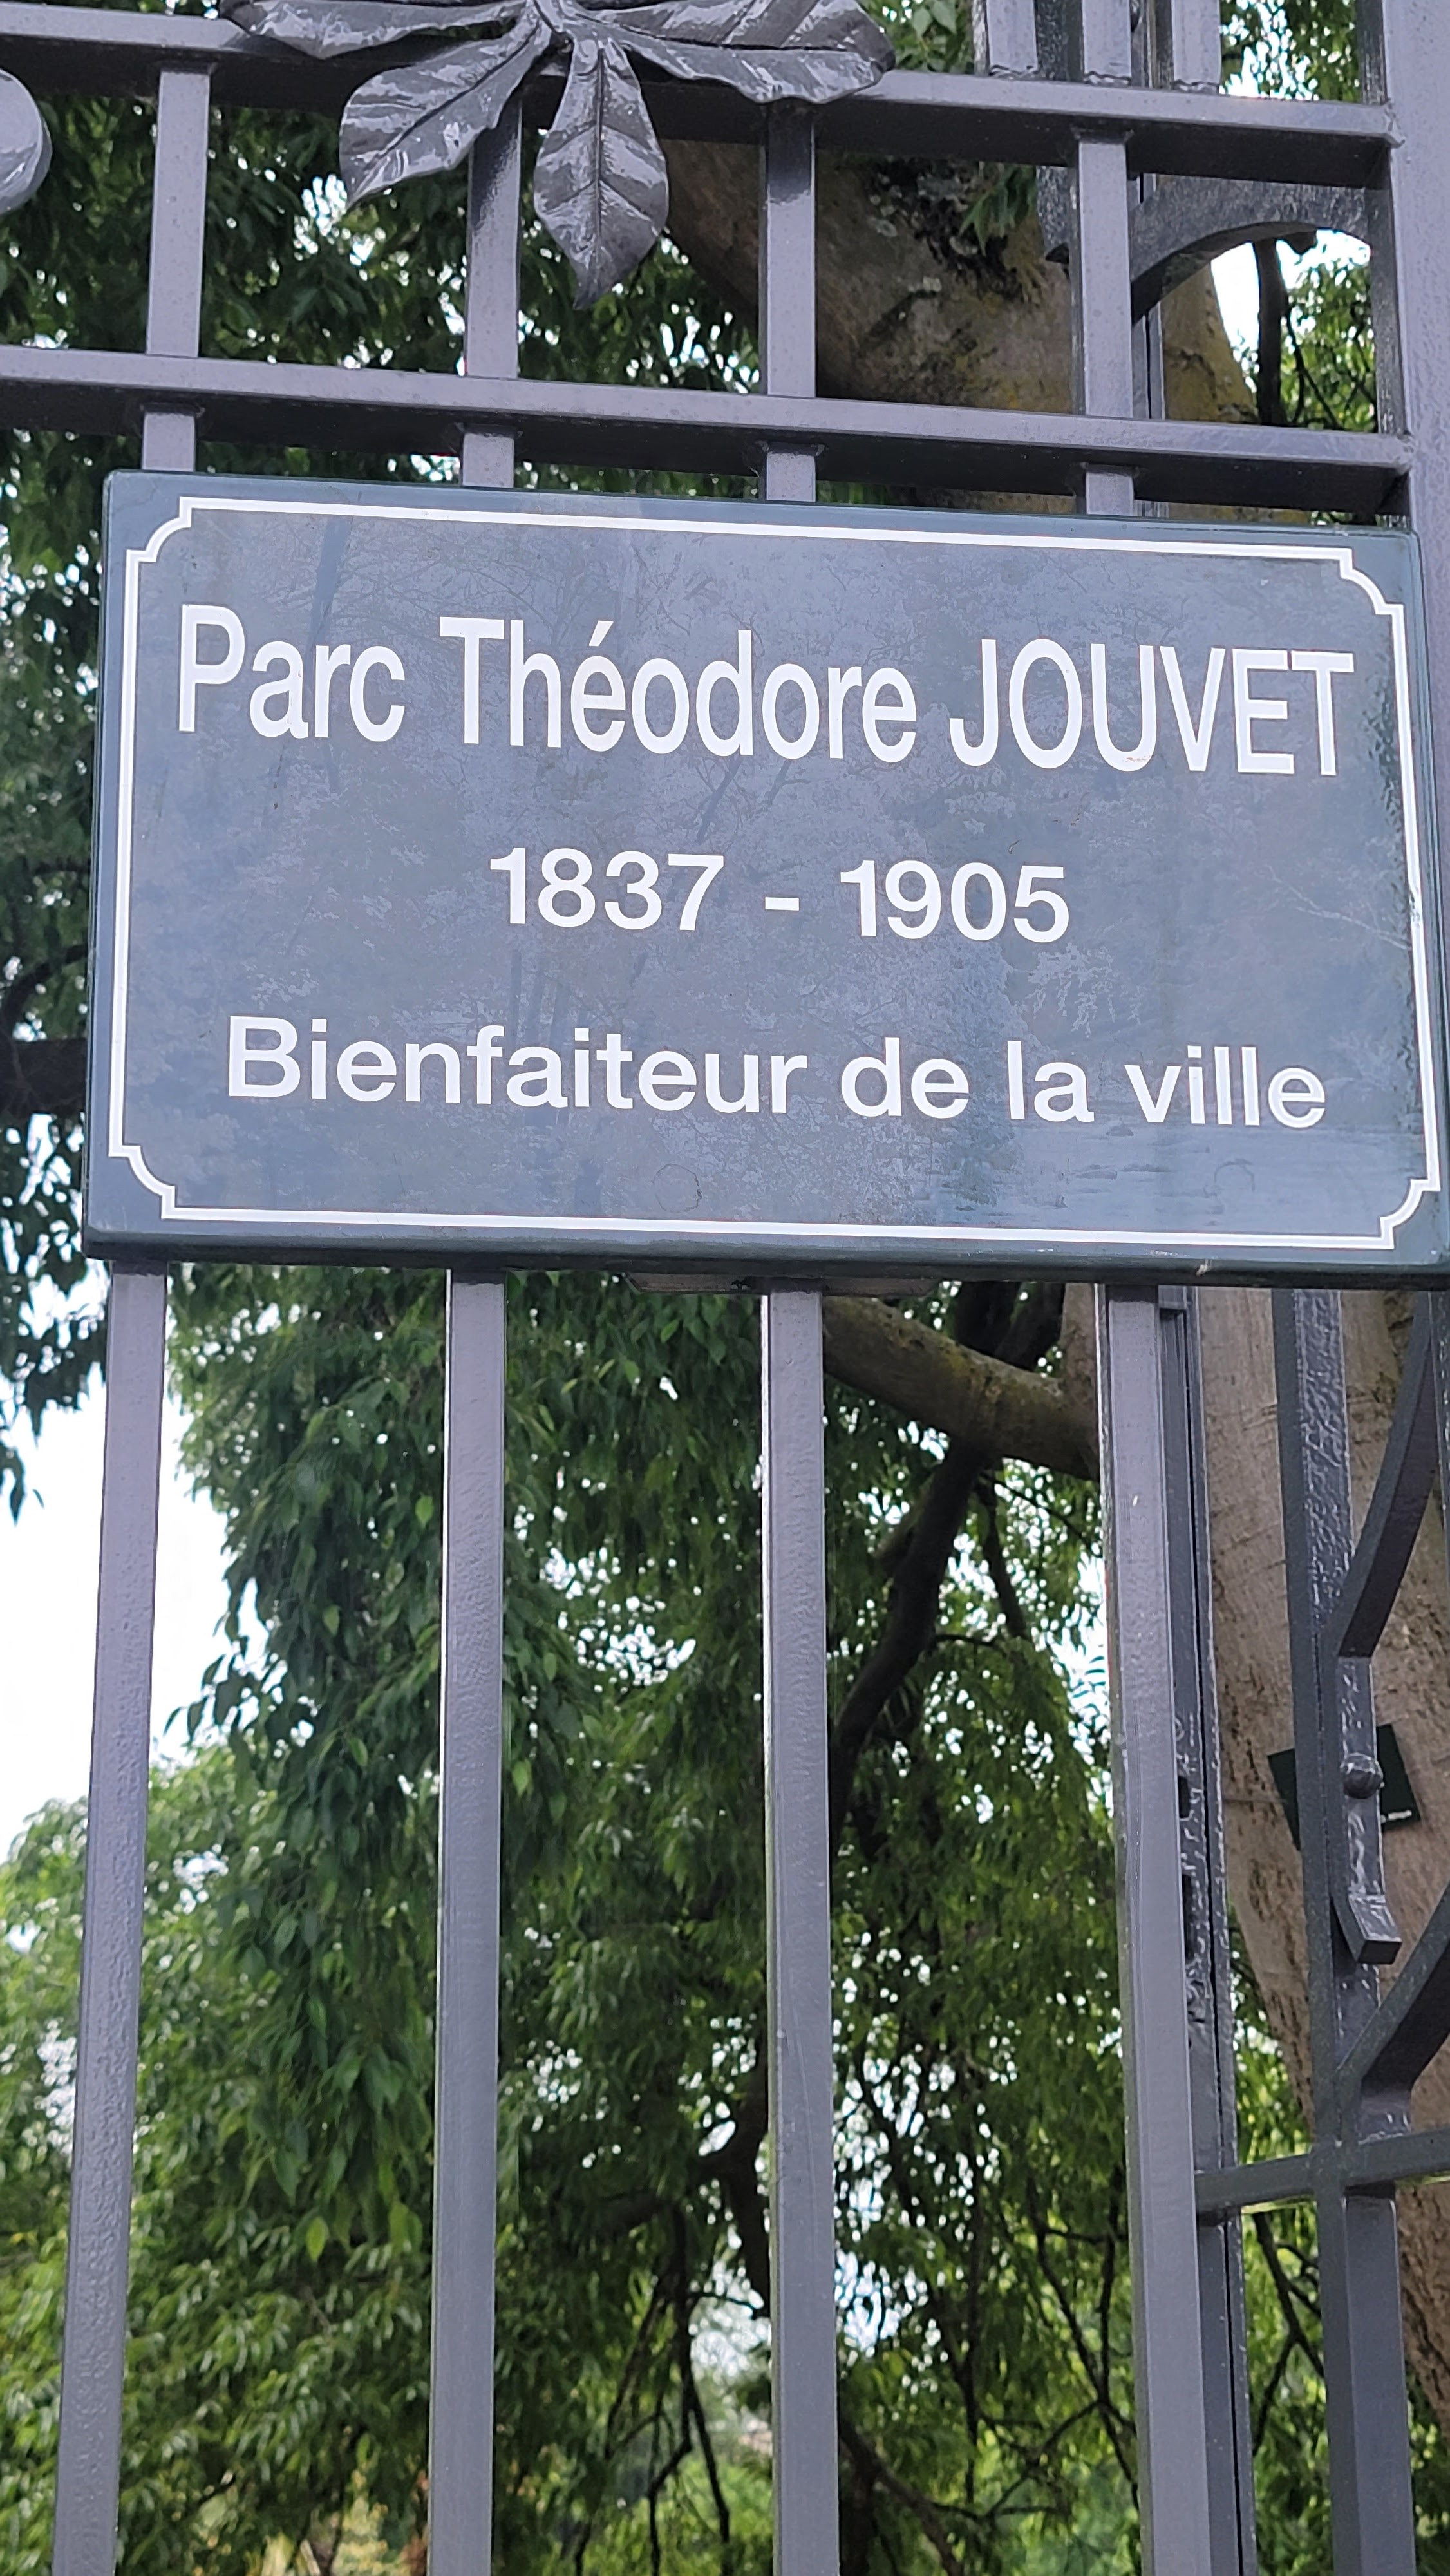 Parc Théodore JOUVET
1837 - 1905
Bienfaiteur de la ville